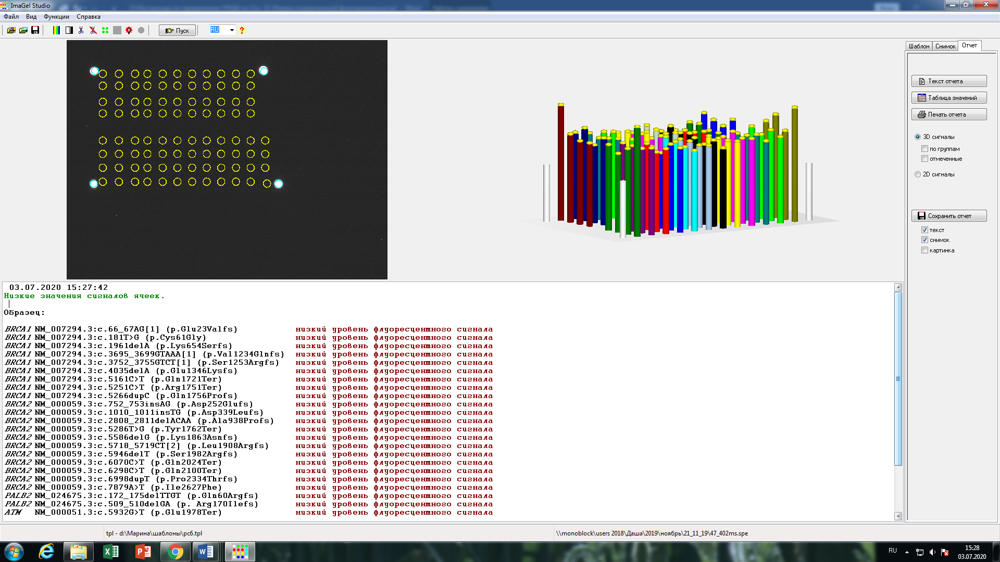 ImaGel Studio
Файл Вид Функции Справка
Пуск RU ?
Шаблон Снимок Отчет
Текст отчета
Таблица значений
Печать отчета
3D сигналы
по группам
отмеченные
2D сигналы
Сохранить отчет
текст
снимок
картинка
03.07.2020 15:27:42
Низкие значения сигналов ячеек.
Образец:
BRCA1 NM_007294.3:c.66_67AG[1] (p.Glu23Valfs) низкий уровень флуоресцентного сигнала
BRCA1 NM_007294.3:c.181T>G (p.Cys61Gly) низкий уровень флуоресцентного сигнала
BRCA1 NM_007294.3:c.1961delA (p.Lys654Serfs) низкий уровень флуоресцентного сигнала
BRCA1 NM_007294.3:c.3695_3699GTAAA[1] (p.Val1234Glnfs) низкий уровень флуоресцентного сигнала
BRCA1 NM_007294.3:c.3752_3755GTCT[1] (p.Ser1253Argfs) низкий уровень флуоресцентного сигнала
BRCA1 NM_007294.3:c.4035delA (p.Glu1346Lysfs) низкий уровень флуоресцентного сигнала
BRCA1 NM_007294.3:c.5161C>T (p.Gln1721Ter) низкий уровень флуоресцентного сигнала
BRCA1 NM_007294.3:c.5251C>T (p.Arg1751Ter) низкий уровень флуоресцентного сигнала
BRCA1 NM_007294.3:c.5266dupC (p.Gln1756Profs) низкий уровень флуоресцентного сигнала
BRCA2 NM_000059.3:c.752_753insAG (p.Asp252Glufs) низкий уровень флуоресцентного сигнала
BRCA2 NM_000059.3:c.1010_1011insTG (p.Asp339Leufs) низкий уровень флуоресцентного сигнала
BRCA2 NM_000059.3:c.2808_2811delACAA (p.Ala938Profs) низкий уровень флуоресцентного сигнала
BRCA2 NM_000059.3:c.5286T>G (p.Tyr1762Ter) низкий уровень флуоресцентного сигнала
BRCA2 NM_000059.3:c.5586delG (p.Lys1863Asnfs) низкий уровень флуоресцентного сигнала
BRCA2 NM_000059.3:c.5718_5719CT[2] (p.Leu1908Argfs) низкий уровень флуоресцентного сигнала
BRCA2 NM_000059.3:c.5946delT (p.Ser1982Argfs) низкий уровень флуоресцентного сигнала
BRCA2 NM_000059.3:c.6070C>T (p.Gln2024Ter) низкий уровень флуоресцентного сигнала
BRCA2 NM_000059.3:c.6298C>T (p.Gln2100Ter) низкий уровень флуоресцентного сигнала
BRCA2 NM_000059.3:c.6998dupT (p.Pro2334Thrfs) низкий уровень флуоресцентного сигнала
BRCA2 NM_000059.3:c.7879A>T (p.Ile2627Phe) низкий уровень флуоресцентного сигнала
PALB2 NM_024675.3:c.172_175delTTGT (p.Gln60Argfs) низкий уровень флуоресцентного сигнала
PALB2 NM_024675.3:c.509_510delGA (p. Arg170Ilefs) низкий уровень флуоресцентного сигнала
ATM NM_000051.3:c.5932G>T (p.Glu1978Ter) низкий уровень флуоресцентного сигнала
tpl - d:\Марина\шаблоны\рсб.tpl \\monoblock\users 2018\Даша\2019\ноябрь\21_11_19\47_402ms.spe
RU 15:28
03.07.2020